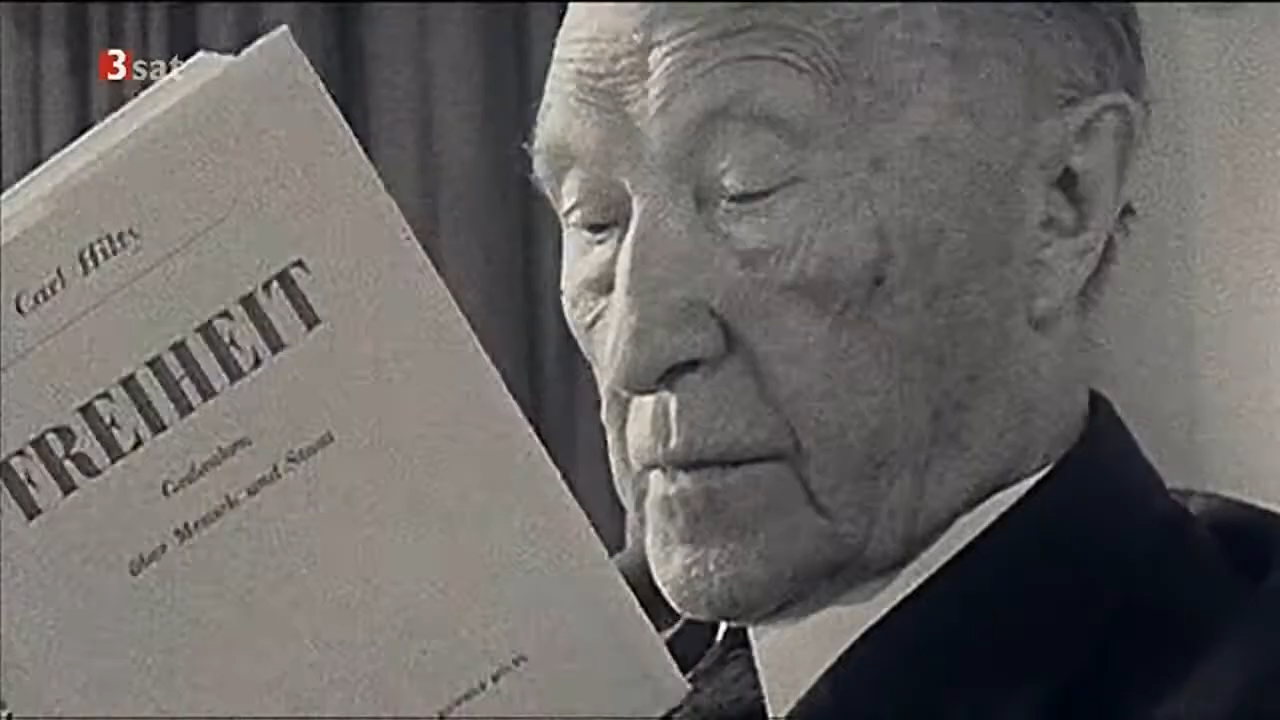 3sat
Carl Hilty
FREIHEIT
Gedanken
über Mensch und Staat